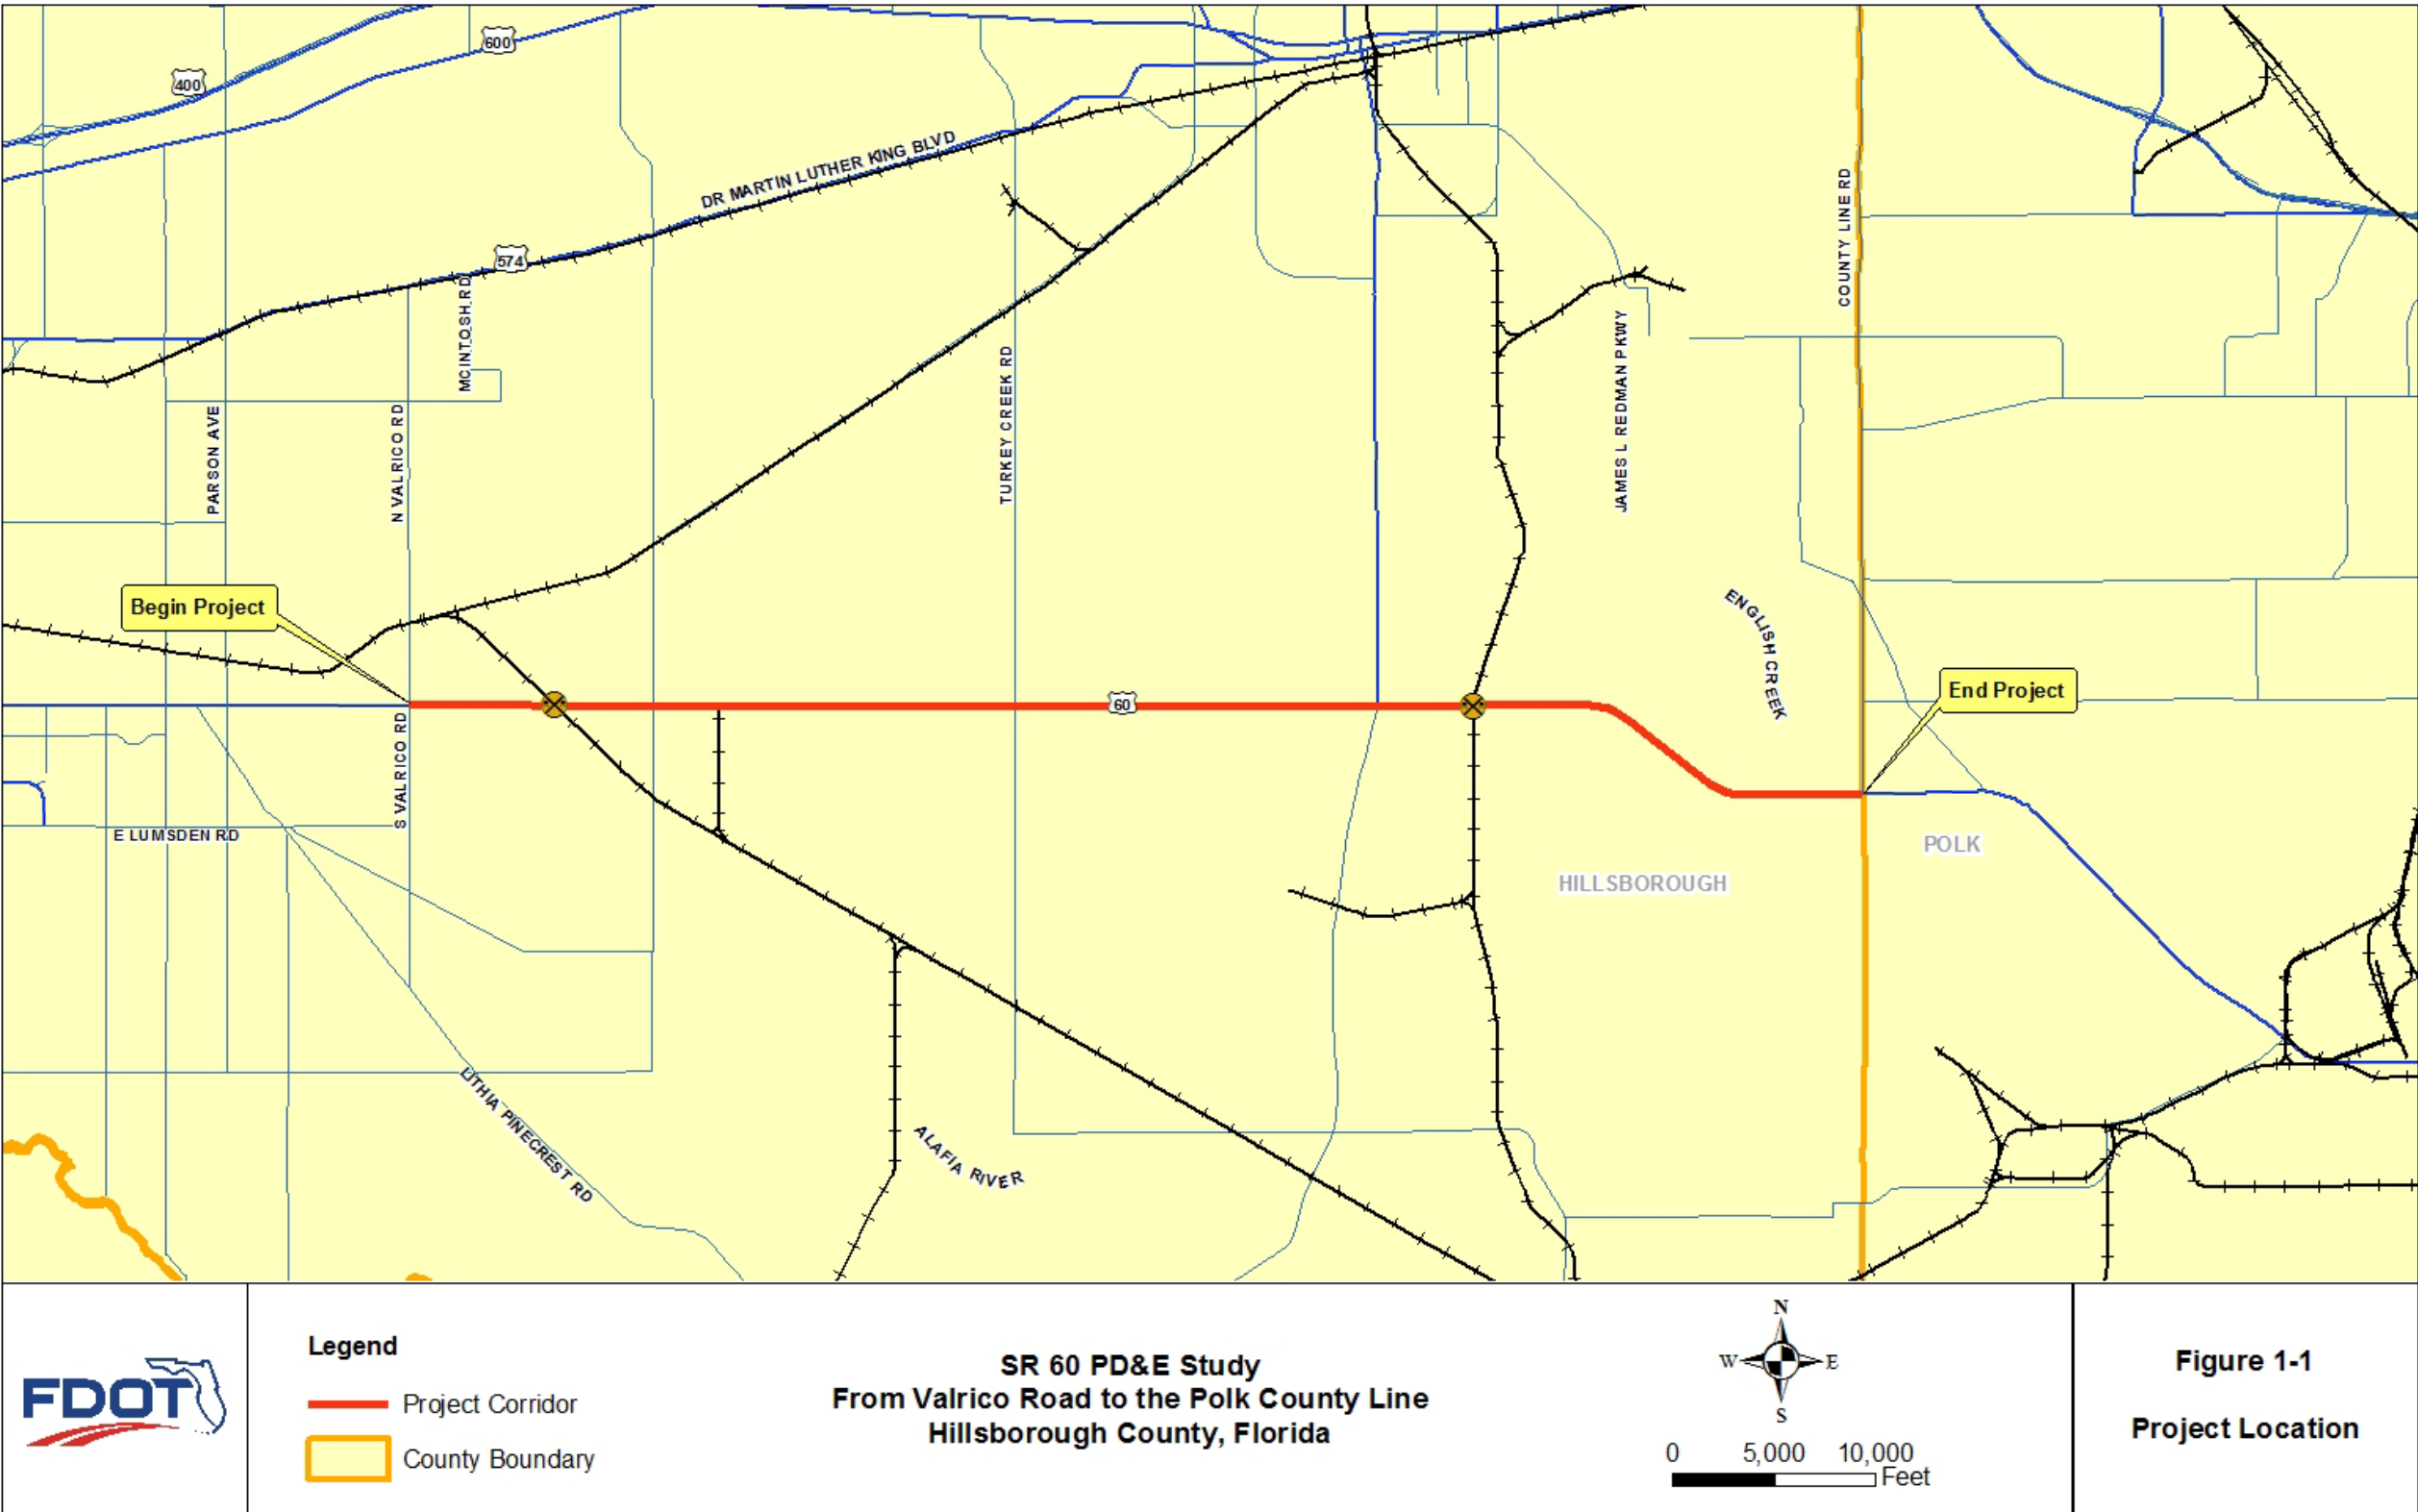 600
400
DR MARTIN LUTHER KING BLVD
574
COUNTY LINE RD
MCINTOSH RD
JAMES L REDMAN PKWY
TURKEY CREEK RD
PARSON AVE
N VALRICO RD
Begin Project
ENGLISH CREEK
End Project
60
S VALRICO RD
E LUMSDEN RD
POLK
HILLSBOROUGH
LITHIA PINECREST RD
ALAFIA RIVER
FDOT
Legend
Project Corridor
County Boundary
SR 60 PD&E Study
From Valrico Road to the Polk County Line
Hillsborough County, Florida
N
W E
S
0 5,000 10,000
Feet
Figure 1-1
Project Location